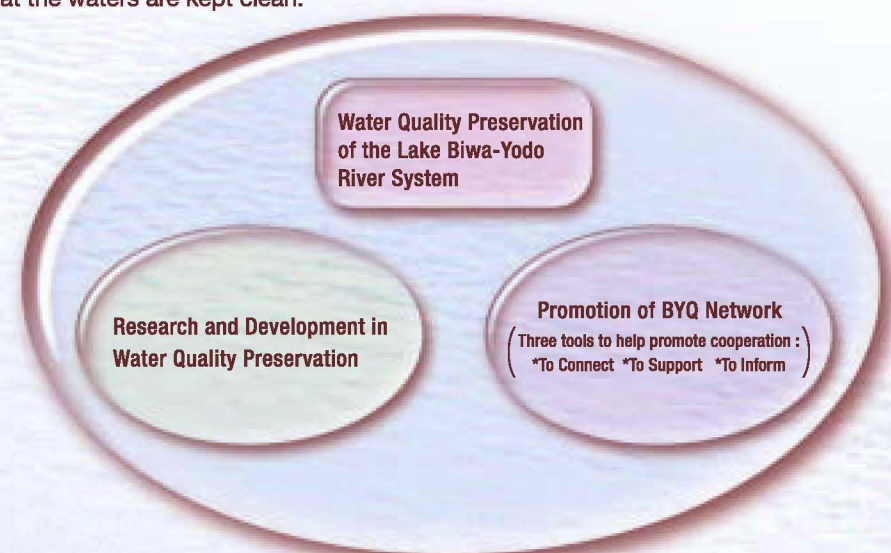 at the waters are kept clean.
Water Quality Preservation
of the Lake Biwa-Yodo
River System
Research and Development in
Water Quality Preservation
Promotion of BYQ Network
(Three tools to help promote cooperation :
*To Connect *To Support *To Inform)